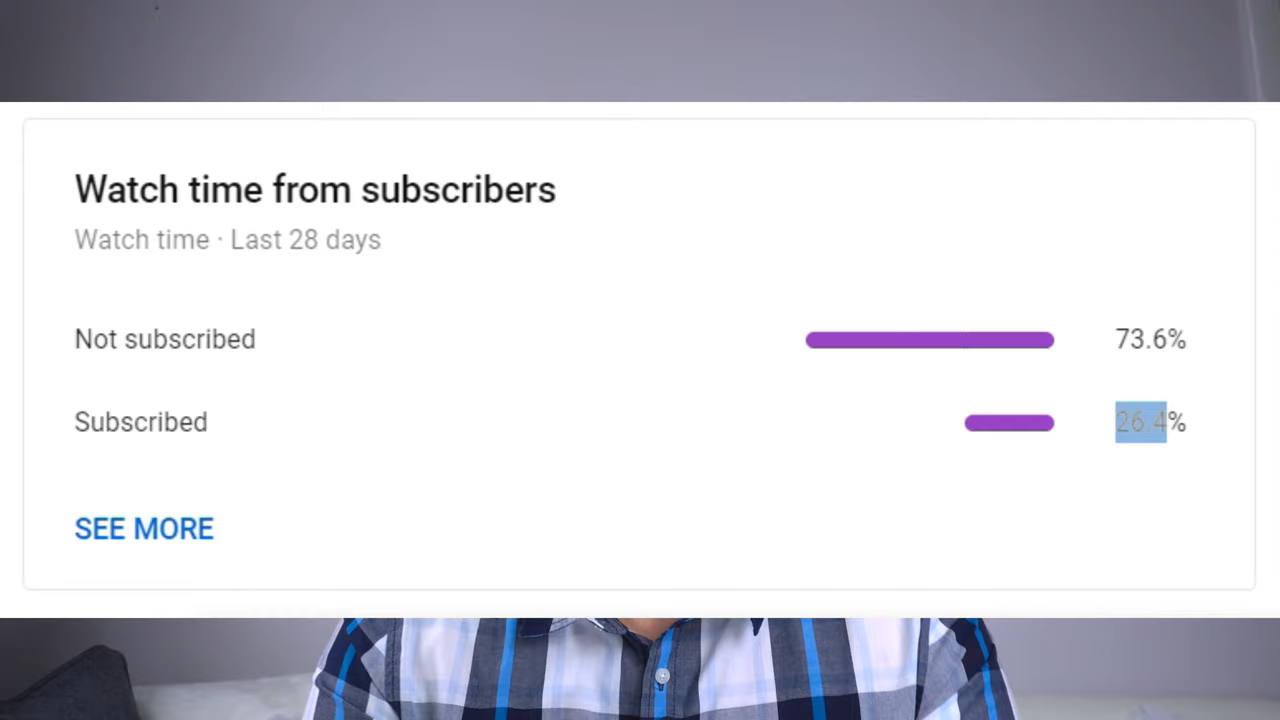 Watch time from subscribers
Watch time · Last 28 days
Not subscribed 73.6%
Subscribed 26.4%
SEE MORE